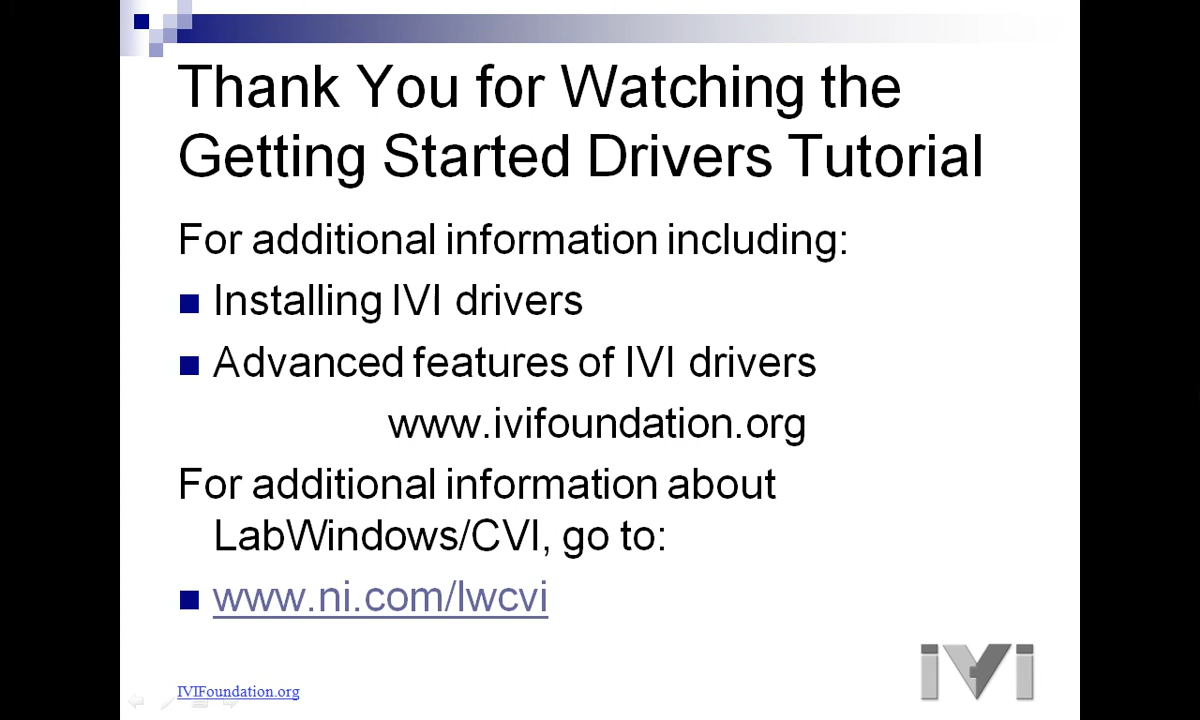 Thank You for Watching the
Getting Started Drivers Tutorial
For additional information including:
Installing IVI drivers
Advanced features of IVI drivers
www.ivifoundation.org
For additional information about
LabWindows/CVI, go to:
www.ni.com/lwcvi
IVIFoundation.org
iVi